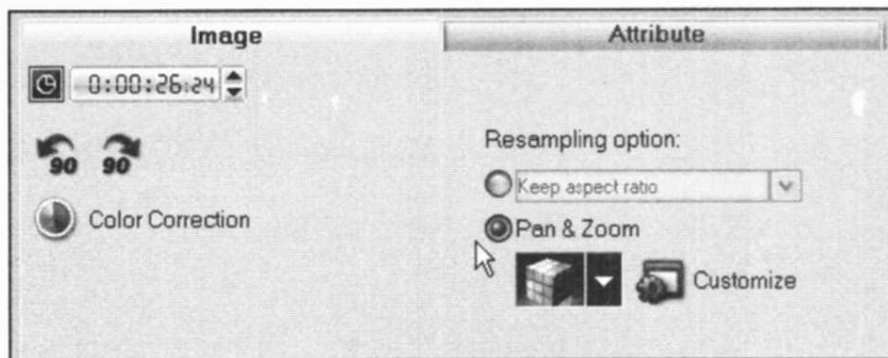 Image
Attribute
0:00:26:24
90 90
Color Correction
Resampling option:
Keep aspect ratio
Pan & Zoom
Customize